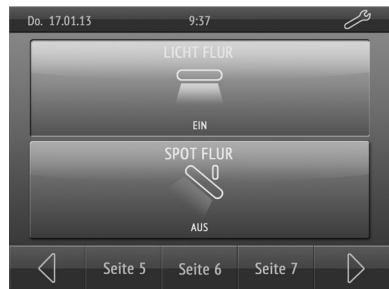 Do. 17.01.13 9:37
LICHT FLUR
EIN
SPOT FLUR
AUS
Seite 5 Seite 6 Seite 7